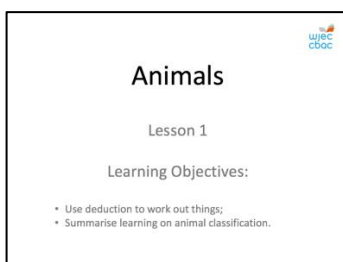 wjec
cbac
Animals
Lesson 1
Learning Objectives:
• Use deduction to work out things;
• Summarise learning on animal classification.